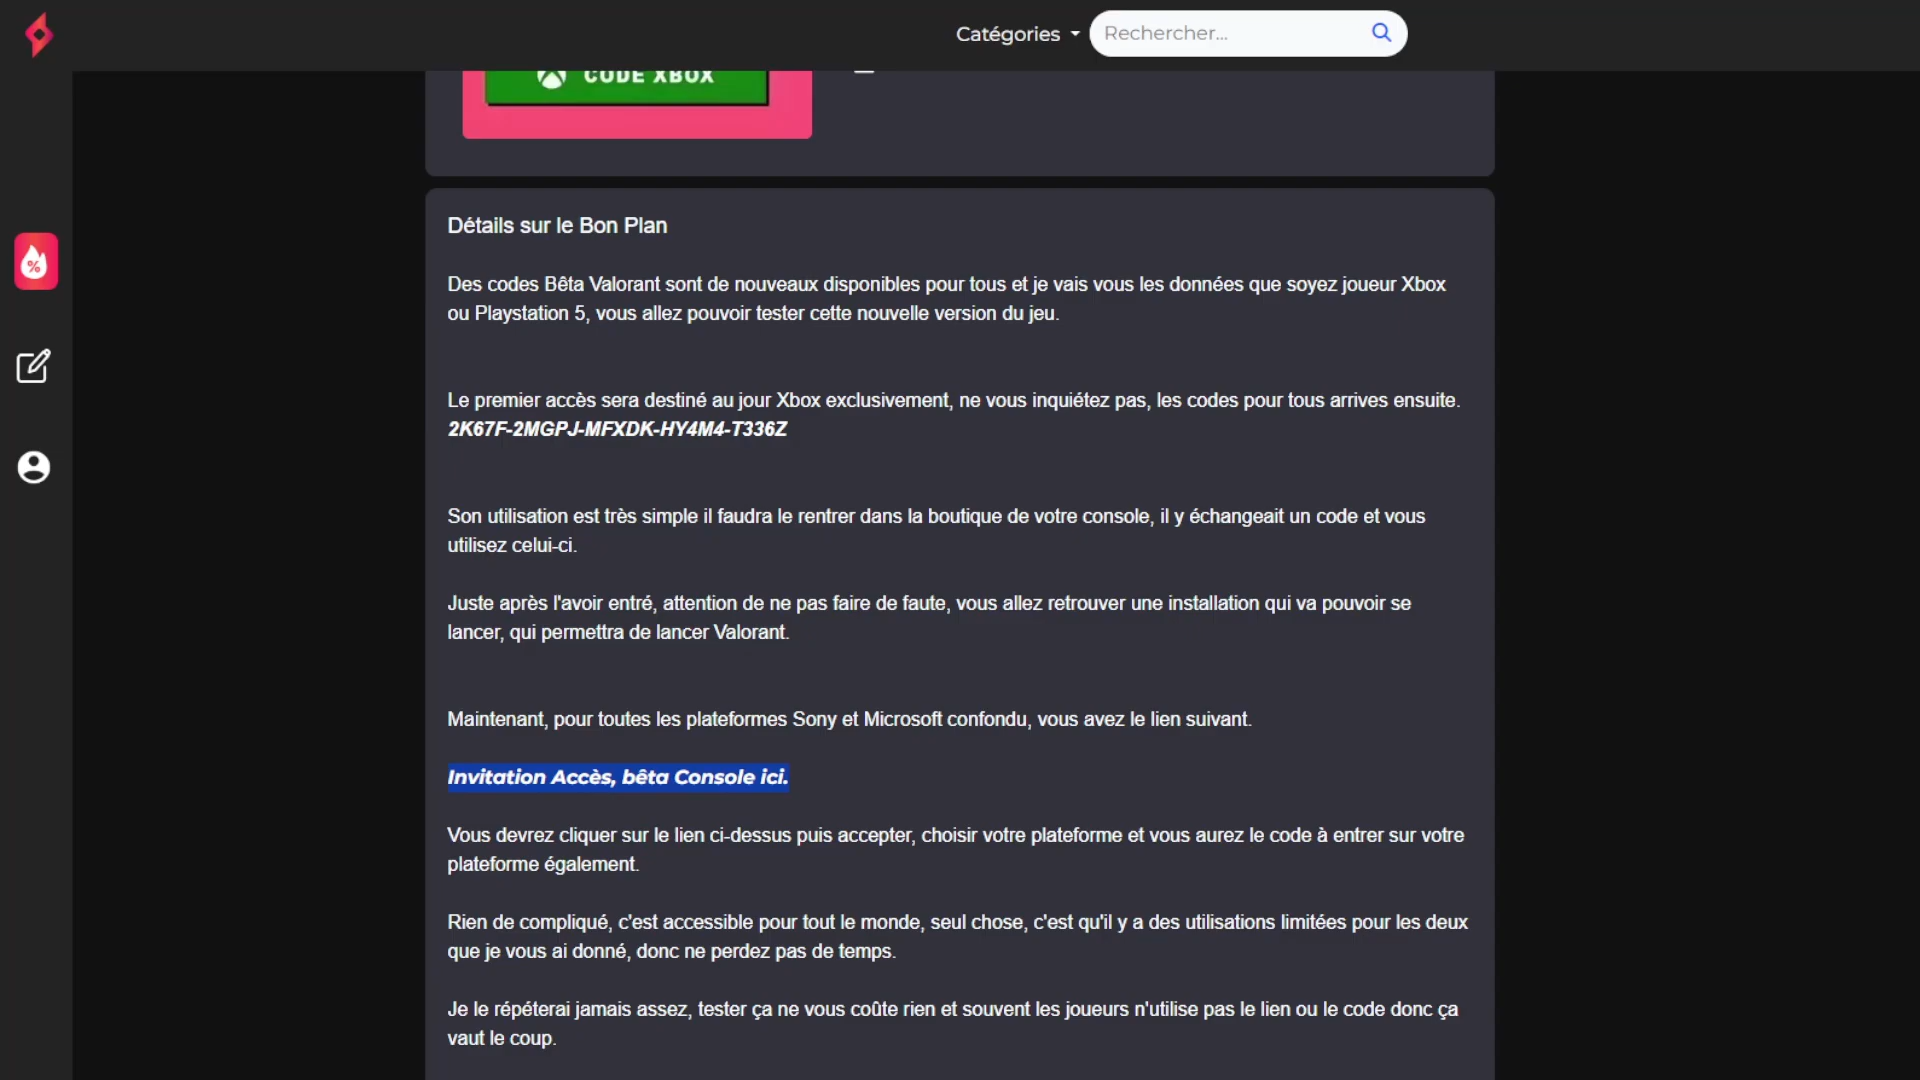 Catégories
Rechercher...
CODE XBOX
Détails sur le Bon Plan
Des codes Bêta Valorant sont de nouveaux disponibles pour tous et je vais vous les données que soyez joueur Xbox
ou Playstation 5, vous allez pouvoir tester cette nouvelle version du jeu.
Le premier accès sera destiné au jour Xbox exclusivement, ne vous inquiétez pas, les codes pour tous arrives ensuite.
2K67F-2MGPJ-MFXDK-HY4M4-T336Z
Son utilisation est très simple il faudra le rentrer dans la boutique de votre console, il y échangeait un code et vous
utilisez celui-ci.
Juste après l'avoir entré, attention de ne pas faire de faute, vous allez retrouver une installation qui va pouvoir se
lancer, qui permettra de lancer Valorant.
Maintenant, pour toutes les plateformes Sony et Microsoft confondu, vous avez le lien suivant.
Invitation Accès, bêta Console ici.
Vous devrez cliquer sur le lien ci-dessus puis accepter, choisir votre plateforme et vous aurez le code à entrer sur votre
plateforme également.
Rien de compliqué, c'est accessible pour tout le monde, seul chose, c'est qu'il y a des utilisations limitées pour les deux
que je vous ai donné, donc ne perdez pas de temps.
Je le répéterai jamais assez, tester ça ne vous coûte rien et souvent les joueurs n'utilise pas le lien ou le code donc ça
vaut le coup.